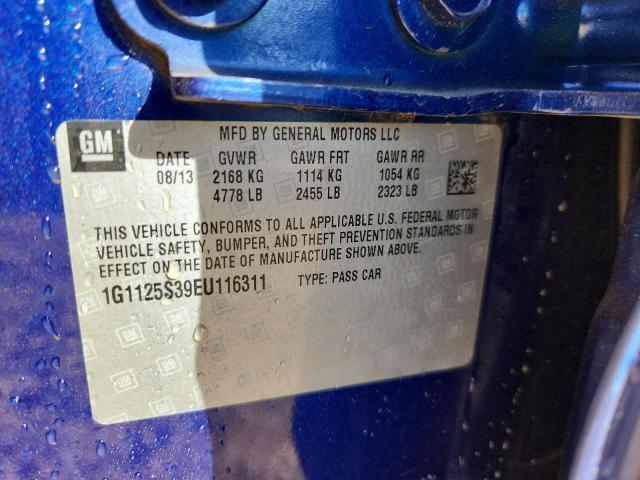 GM
MFD BY GENERAL MOTORS LLC
DATE GVWR GAWR FRT GAWR RR
08/13 2168 KG 1114 KG 1054 KG
4778 LB 2455 LB 2323 LB
THIS VEHICLE CONFORMS TO ALL APPLICABLE U.S. FEDERAL MOTOR
VEHICLE SAFETY, BUMPER, AND THEFT PREVENTION STANDARDS IN
EFFECT ON THE DATE OF MANUFACTURE SHOWN ABOVE.
1G1125S39EU116311 TYPE: PASS CAR